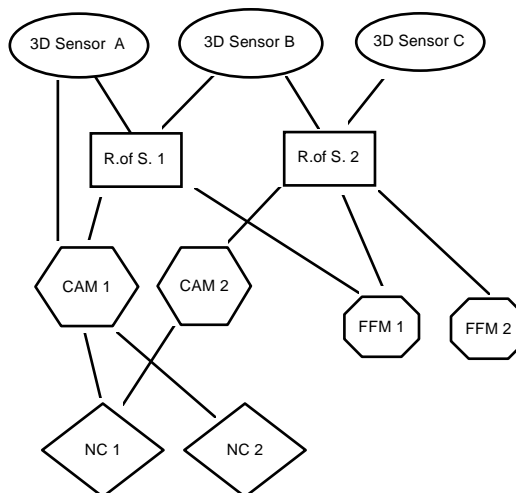 3D Sensor A
3D Sensor B
3D Sensor C
R.of S. 1
R.of S. 2
CAM 1
CAM 2
FFM 1
FFM 2
NC 1
NC 2